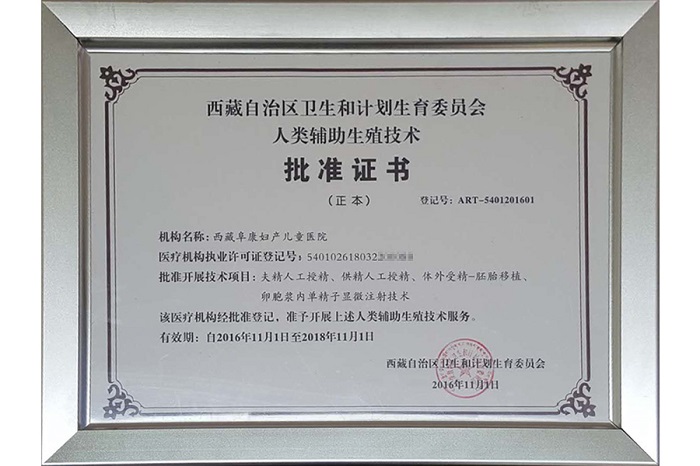 西藏自治区卫生和计划生育委员会
人类辅助生殖技术
批准证书
（正本）
登记号：ART-5401201601
机构名称：西藏阜康妇产儿童医院
医疗机构执业许可证登记号：540102618032
批准开展技术项目：夫精人工授精、供精人工授精、体外受精-胚胎移植、
卵胞浆内单精子显微注射技术
该医疗机构经批准登记，准予开展上述人类辅助生殖技术服务。
有效期：自2016年11月1日至2018年11月1日
西藏自治区卫生和计划生育委员会
2016年11月1日